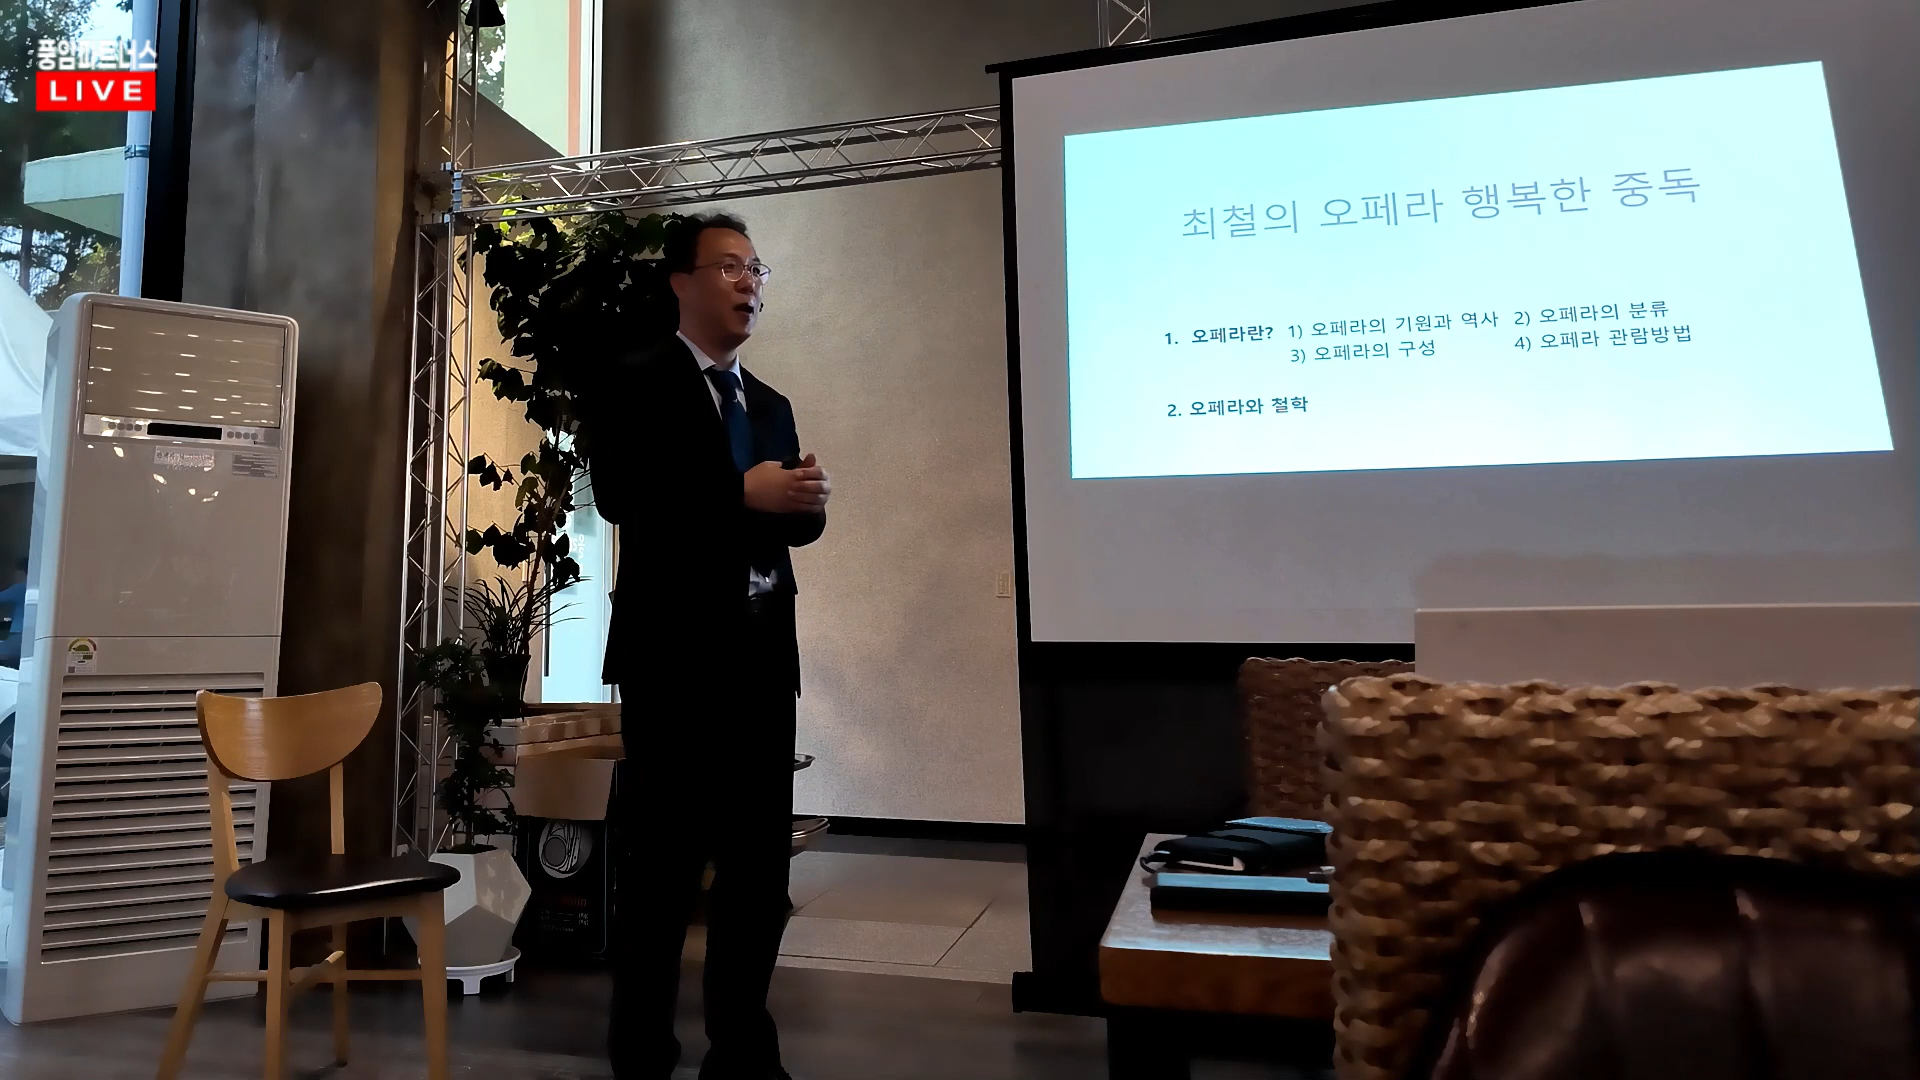 풍암파트너스
LIVE
최철의 오페라 행복한 중독
1. 오페라란? 1) 오페라의 기원과 역사 2) 오페라의 분류
3) 오페라의 구성 4) 오페라 관람방법
2. 오페라와 철학